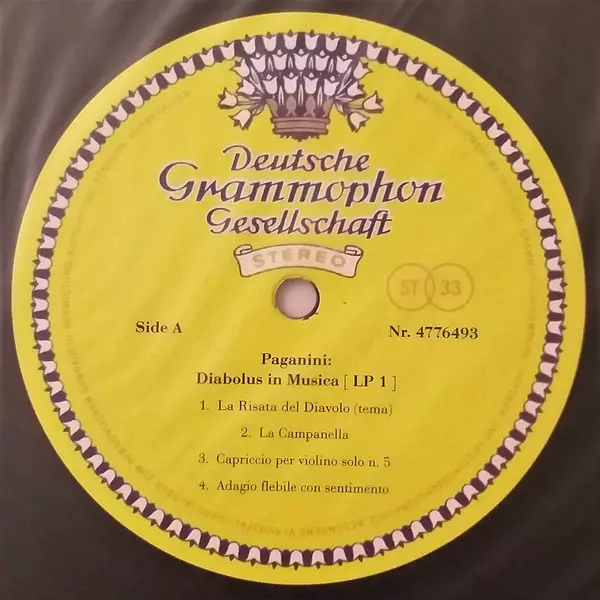 Deutsche
Grammophon
Gesellschaft
STEREO
ST 33
Side A
Nr. 4776493
Paganini:
Diabolus in Musica [ LP 1 ]
1. La Risata del Diavolo (tema)
2. La Campanella
3. Capriccio per violino solo n. 5
4. Adagio flebile con sentimento